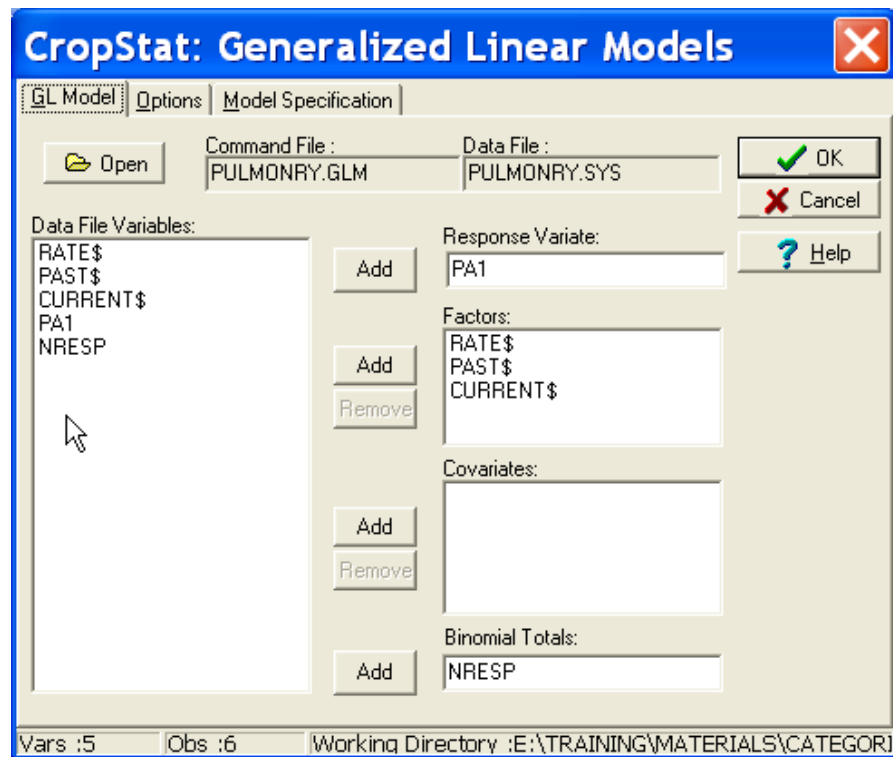 CropStat: Generalized Linear Models
GL Model Options Model Specification
Open
Command File :
PULMONRY.GLM
Data File :
PULMONRY.SYS
OK
Cancel
Help
Data File Variables:
RATE$
PAST$
CURRENT$
PA1
NRESP
Add
Response Variate:
PA1
Add
Remove
Factors:
RATE$
PAST$
CURRENT$
Add
Remove
Covariates:
Add
Binomial Totals:
NRESP
Vars :5 Obs :6 Working Directory :E:\TRAINING\MATERIALS\CATEGORI